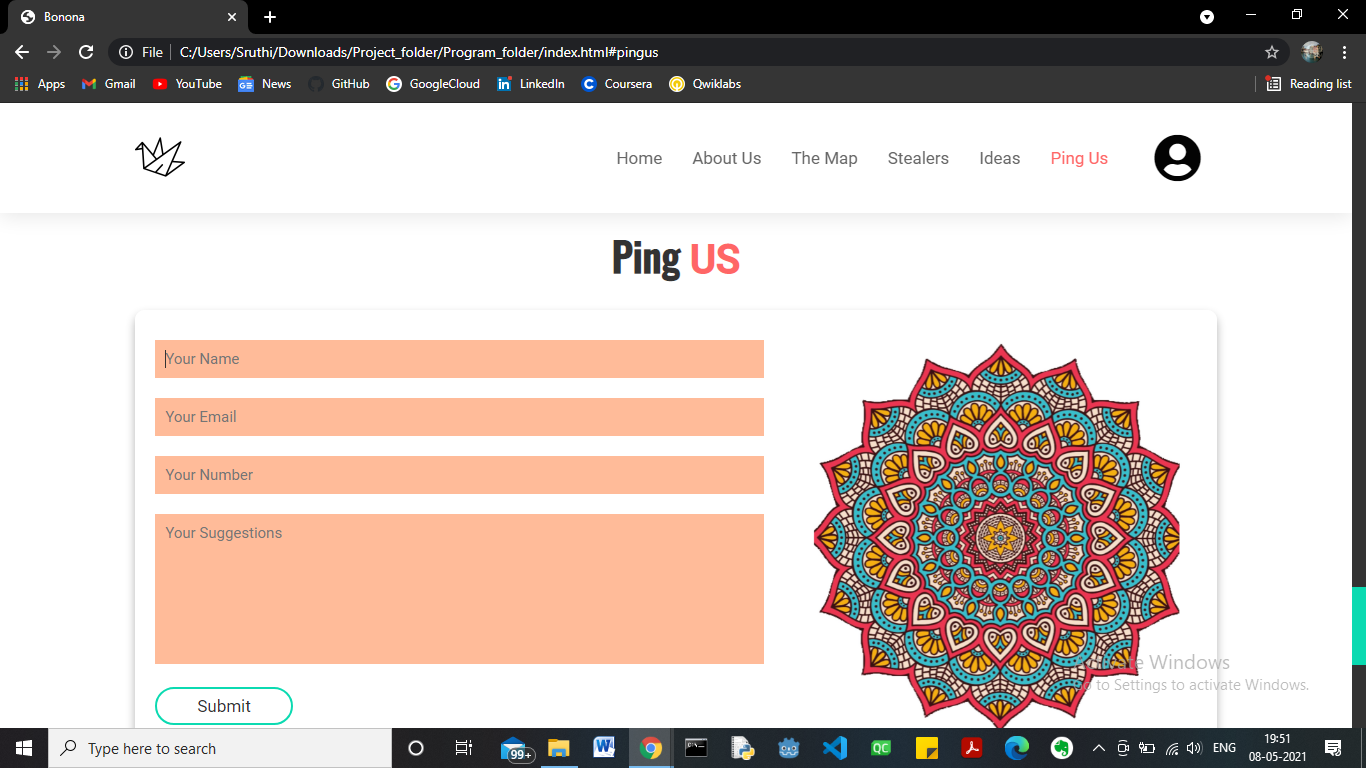 Bonona
File C:/Users/Sruthi/Downloads/Project_folder/Program_folder/index.html#pingus
Apps Gmail YouTube News GitHub GoogleCloud LinkedIn Coursera Qwiklabs Reading list
Home About Us The Map Stealers Ideas Ping Us
Ping US
Your Name
Your Email
Your Number
Your Suggestions
Windows
to Settings to activate Windows.
Submit
Type here to search
99+
QC
ENG
19:51
08-05-2021